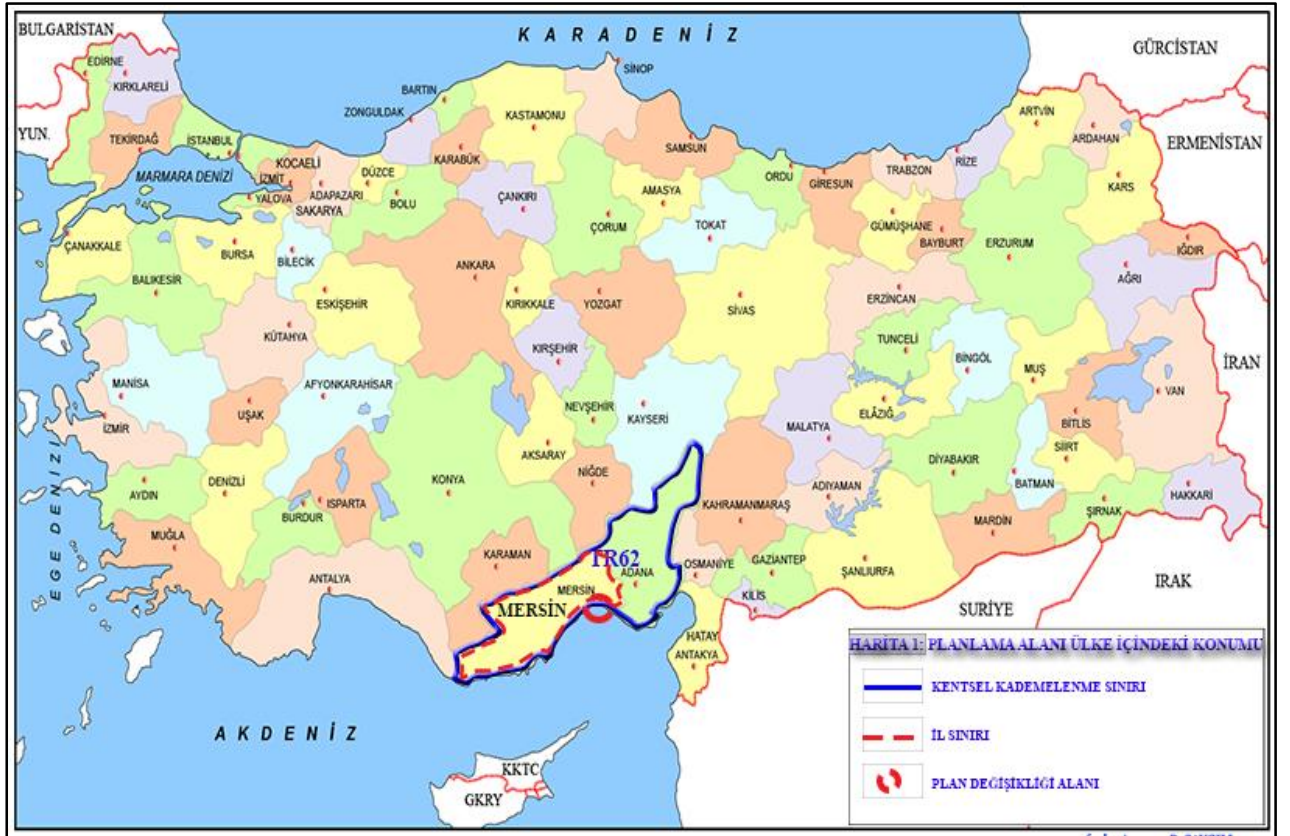 BULGARİSTAN
KARADENİZ
GÜRCİSTAN
EDİRNE
KIRKLARELİ
SİNOP
BARTIN
ZONGULDAK
KASTAMONU
ARTVİN
ARDAHAN
YUN.
TEKİRDAĞ
İSTANBUL
KARABÜK
SAMSUN
ERMENİSTAN
KOCAELİ
İZMİT
MARMARA DENİZİ
ADAPAZARI
DÜZCE
YALOVA
SAKARYA
BOLU
ÇANKIRI
AMASYA
ORDU
GİRESUN
TRABZON
RİZE
KARS
ÇORUM
TOKAT
GÜMÜŞHANE
BAYBURT
ERZURUM
IĞDIR
ÇANAKKALE
BURSA
BİLECİK
ANKARA
AĞRI
BALIKESİR
ESKİŞEHİR
KIRIKKALE
YOZGAT
SİVAS
ERZİNCAN
KÜTAHYA
KIRŞEHİR
TUNCELİ
BİNGÖL
MUŞ
İRAN
MANİSA
AFYONKARAHİSAR
UŞAK
NEVŞEHİR
KAYSERİ
ELÂZIĞ
VAN
İZMİR
MALATYA
BİTLİS
AKSARAY
SİİRT
EGE DENİZİ
AYDIN
DENİZLİ
ISPARTA
BURDUR
KONYA
NİĞDE
DİYABAKIR
BATMAN
ADIYAMAN
HAKKARİ
KAHRAMANMARAŞ
MARDİN
ŞIRNAK
MUĞLA
KARAMAN
TR62
ADANA
OSMANİYE
GAZİANTEP
ŞANLIURFA
ANTALYA
MERSİN
MERSİN
KİLİS
SURİYE
IRAK
HATAY
ANTAKYA
AKDENİZ
KKTC
GKRY
HARİTA 1: PLANLAMA ALANI ÜLKE İÇİNDEKİ KONUMU
KENTSEL KADEMELENME SINIRI
İL SINIRI
PLAN DEĞİŞİKLİĞİ ALANI